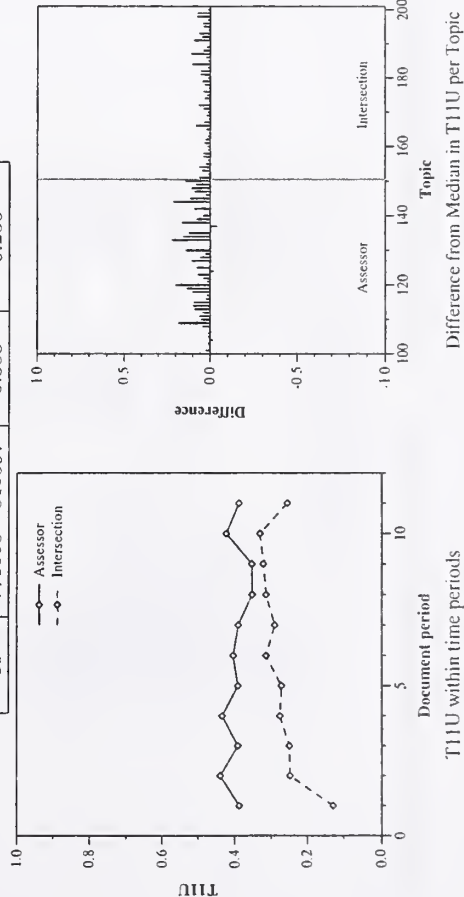 1.0
0.8
0.6
0.4
0.2
0.0
T11U
0
5
10
Document period
Assessor
Intersection
T11U within time periods
1.0
0.5
0.0
-0.5
-1.0
Difference
Assessor
Intersection
100
120
140
160
180
200
Topic
Difference from Median in T11U per Topic